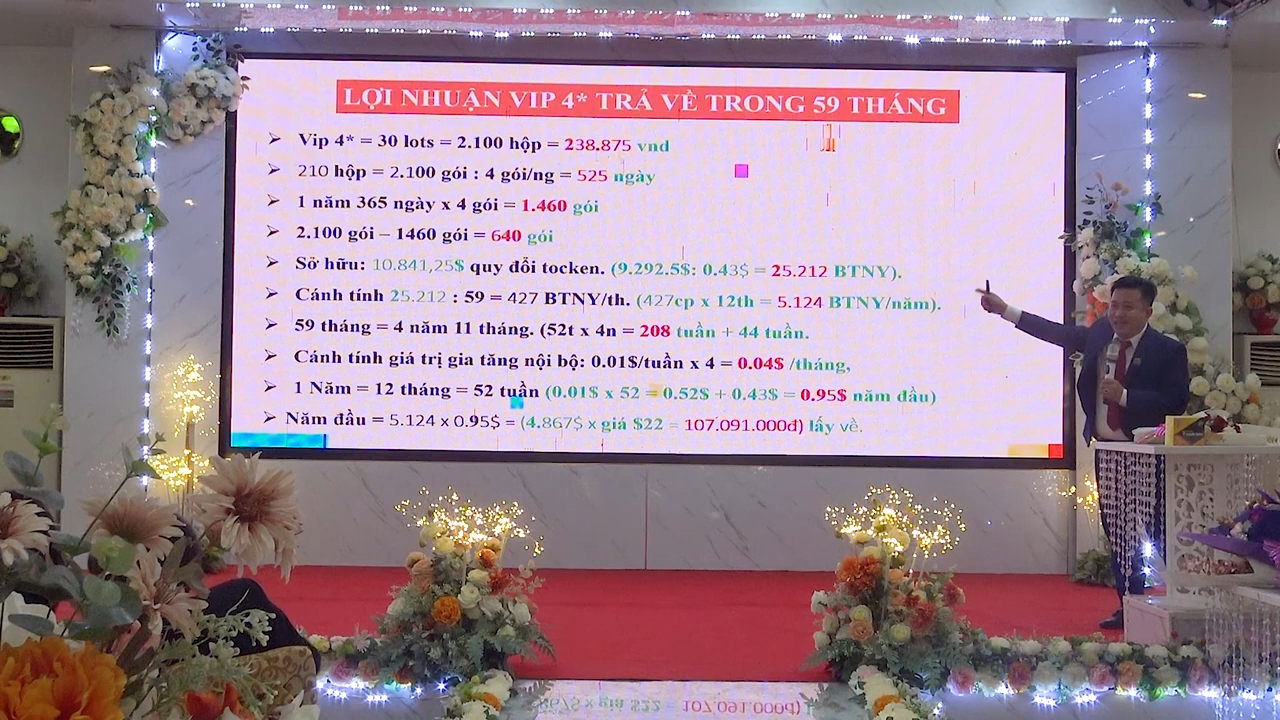 LỢI NHUẬN VIP 4* TRẢ VỀ TRONG 59 THÁNG
➢ Vip 4* = 30 lots = 2.100 hộp = 238.875 vnd
➢ 210 hộp = 2.100 gói : 4 gói/ng = 525 ngày
➢ 1 năm 365 ngày x 4 gói = 1.460 gói
➢ 2.100 gói – 1460 gói = 640 gói
➢ Sở hữu: 10.841,25$ quy đổi tocken. (9.292.5$: 0.43$ = 25.212 BTNY).
➢ Cánh tính 25.212 : 59 = 427 BTNY/th. (427cp x 12th = 5.124 BTNY/năm).
➢ 59 tháng = 4 năm 11 tháng. (52t x 4n = 208 tuần + 44 tuần.
➢ Cánh tính giá trị gia tăng nội bộ: 0.01$/tuần x 4 = 0.04$ /tháng,
➢ 1 Năm = 12 tháng = 52 tuần (0.01$ x 52 = 0.52$ + 0.43$ = 0.95$ năm đầu)
➢ Năm đầu = 5.124 x 0.95$ = (4.867$ x giá $22 = 107.091.000đ) lấy về.